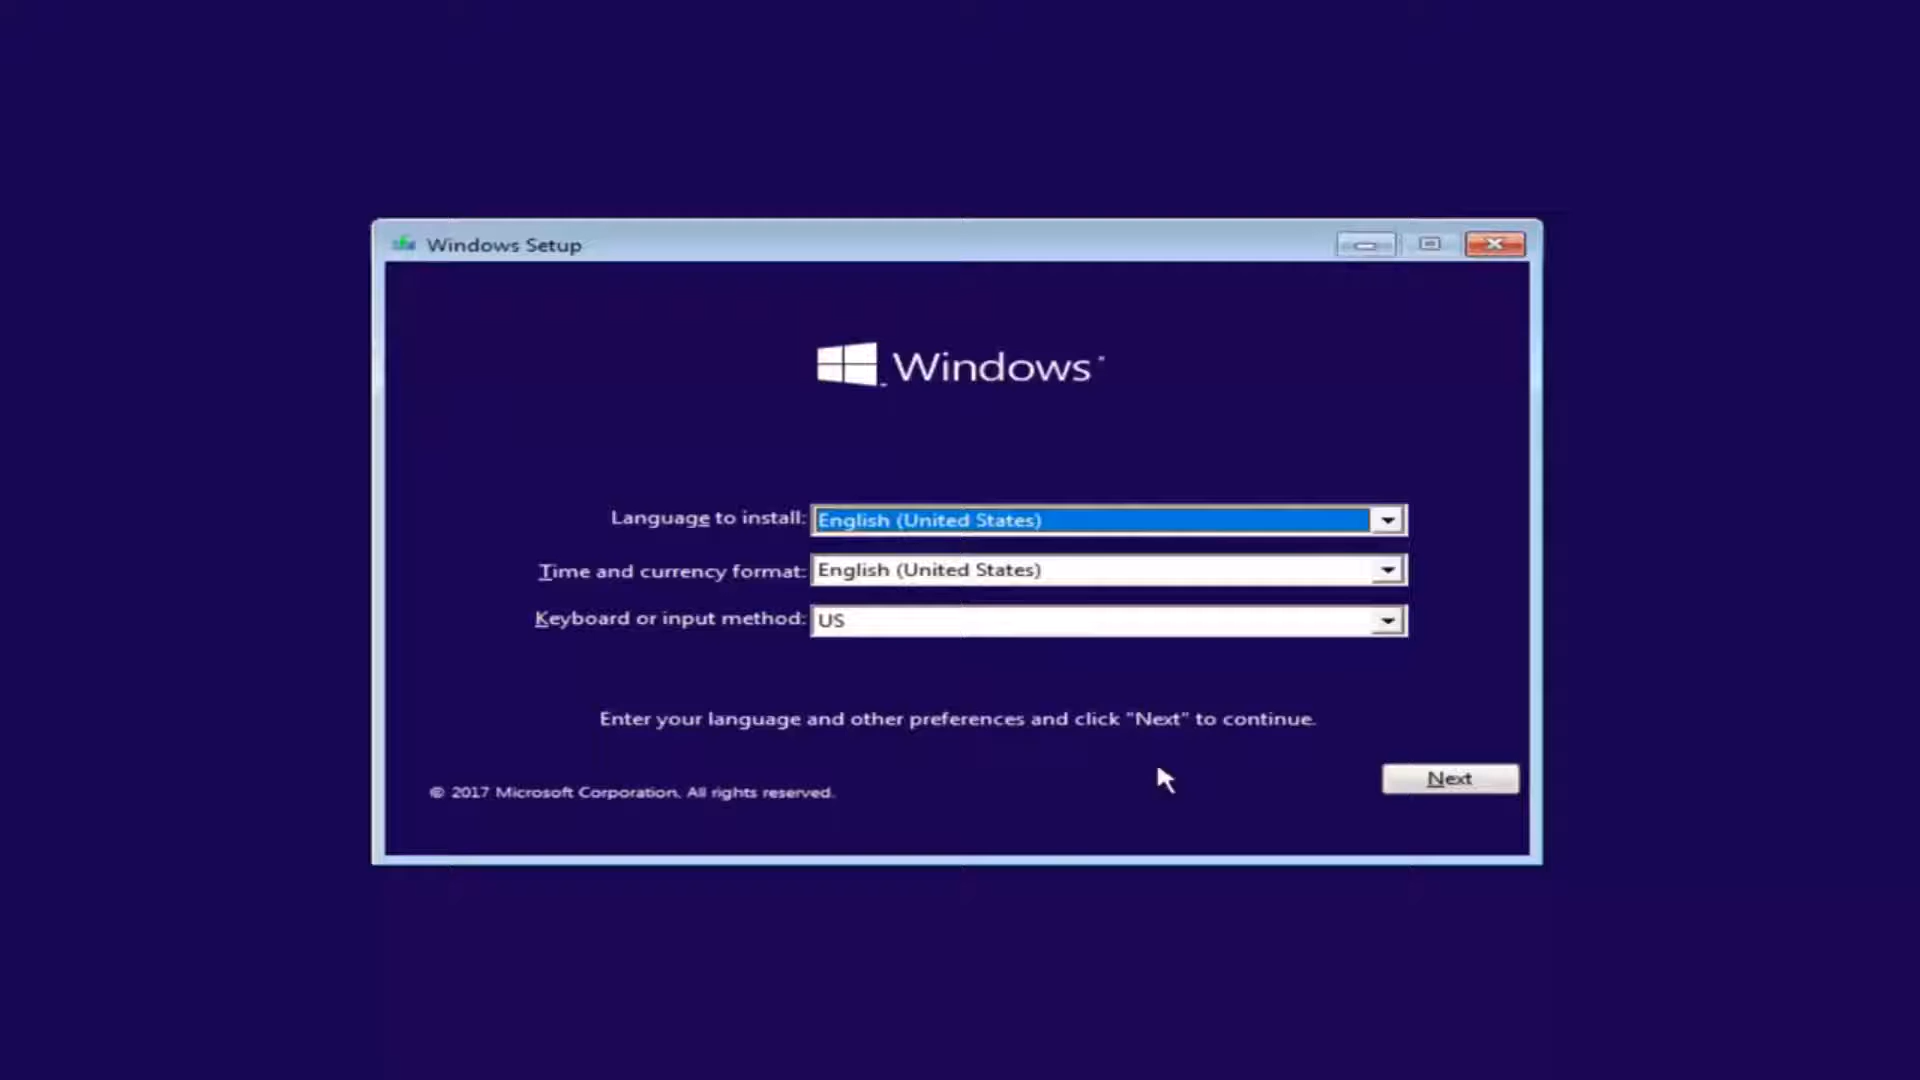 Windows Setup
Windows
Language to install: English (United States)
Time and currency format: English (United States)
Keyboard or input method: US
Enter your language and other preferences and click "Next" to continue.
© 2017 Microsoft Corporation. All rights reserved.
Next